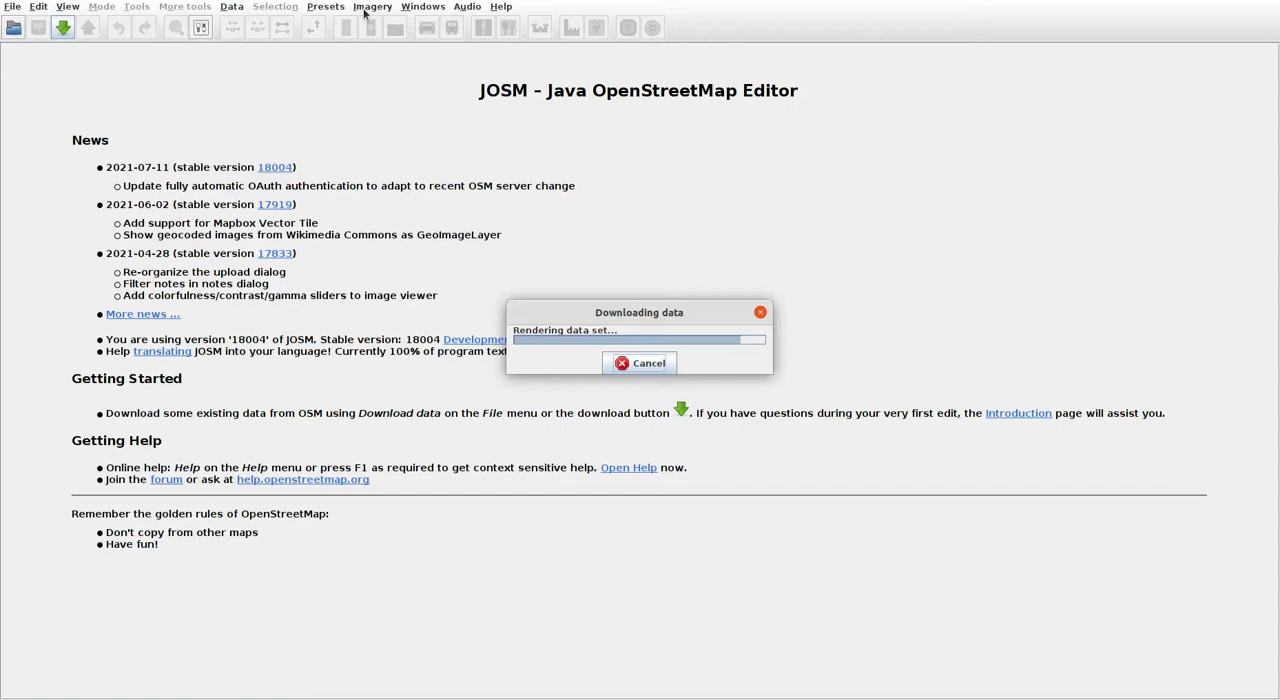 File Edit View Mode Tools More tools Data Selection Presets Imagery Windows Audio Help
JOSM – Java OpenStreetMap Editor
News
● 2021-07-11 (stable version 18004)
○ Update fully automatic OAuth authentication to adapt to recent OSM server change
● 2021-06-02 (stable version 17919)
○ Add support for Mapbox Vector Tile
○ Show geocoded images from Wikimedia Commons as GeoImageLayer
● 2021-04-28 (stable version 17833)
○ Re-organize the upload dialog
○ Filter notes in notes dialog
○ Add colorfulness/contrast/gamma sliders to image viewer
● More news ...
Downloading data
Rendering data set...
Cancel
● You are using version '18004' of JOSM. Stable version: 18004
● Help translating JOSM into your language! Currently 100% of program
Getting Started
● Download some existing data from OSM using Download data on the File menu or the download button . If you have questions during your very first edit, the Introduction page will assist you.
Getting Help
● Online help: Help on the Help menu or press F1 as required to get context sensitive help. Open Help now.
● Join the forum or ask at help.openstreetmap.org
Remember the golden rules of OpenStreetMap:
● Don't copy from other maps
● Have fun!